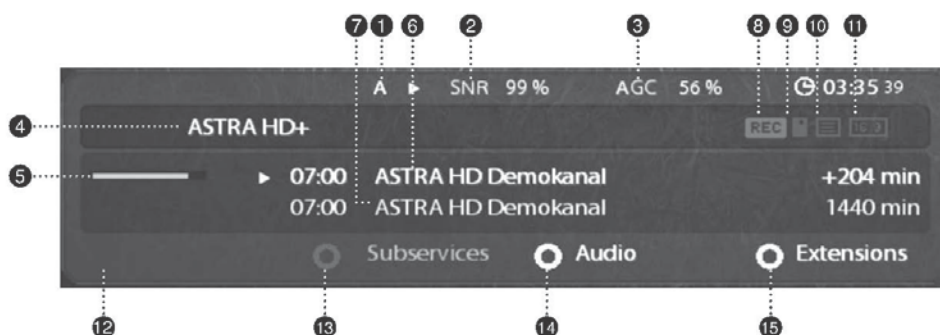 7 1 6 2 3 8 9 10 11
A SNR 99 % AGC 56 % 03:35 39
4 ASTRA HD+ REC
5 07:00 ASTRA HD Demokanal +204 min
07:00 ASTRA HD Demokanal 1440 min
Subservices Audio Extensions
12 13 14 15